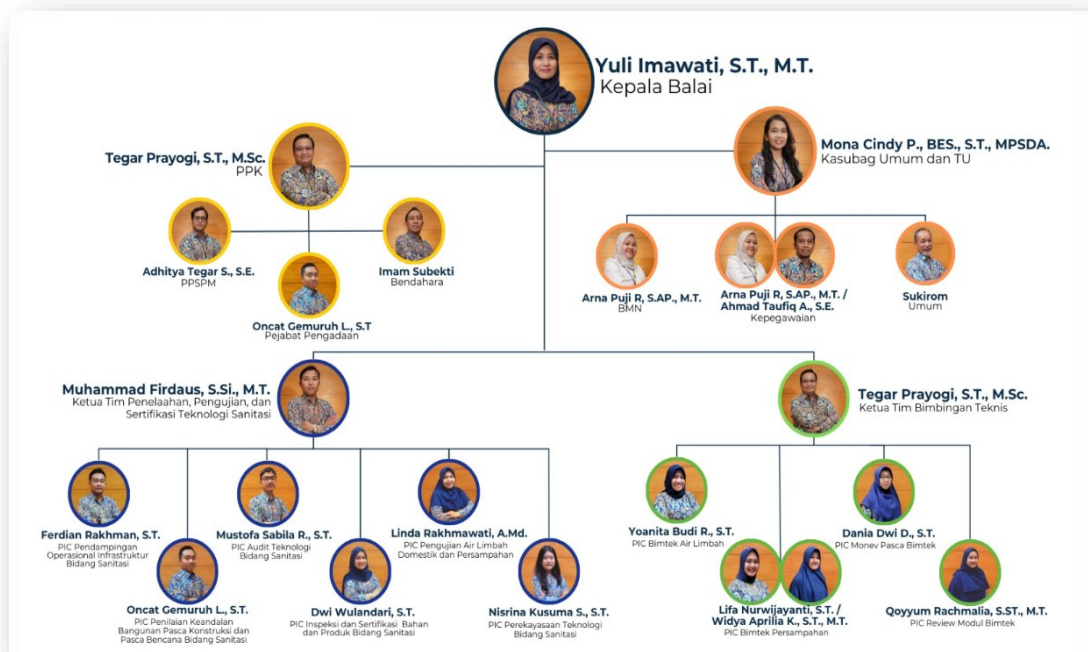 Yuli Imawati, S.T., M.T.
Kepala Balai
Tegar Prayogi, S.T., M.Sc.
PPK
Mona Cindy P., BES., S.T., MPSDA.
Kasubag Umum dan TU
Adhitya Tegar S., S.E.
PPSPM
Imam Subekti
Bendahara
Oncat Gemuruh L., S.T
Pejabat Pengadaan
Arna Puji R, S.AP., M.T.
BMN
Arna Puji R, S.AP., M.T. /
Ahmad Taufiq A., S.E.
Kepegawaian
Sukirom
Umum
Muhammad Firdaus, S.Si., M.T.
Ketua Tim Penelaahan, Pengujian, dan
Sertifikasi Teknologi Sanitasi
Tegar Prayogi, S.T., M.Sc.
Ketua Tim Bimbingan Teknis
Ferdian Rakhman, S.T.
PIC Pendampingan
Operasional Infrastruktur
Bidang Sanitasi
Mustofa Sabila R., S.T.
PIC Audit Teknologi
Bidang Sanitasi
Linda Rakhmawati, A.Md.
PIC Pengujian Air Limbah
Domestik dan Persampahan
Oncat Gemuruh L., S.T.
PIC Penilaian Keandalan
Bangunan Pasca Konstruksi dan
Pasca Bencana Bidang Sanitasi
Dwi Wulandari, S.T.
PIC Inspeksi dan Sertifikasi Bahan
dan Produk Bidang Sanitasi
Nisrina Kusuma S., S.T.
PIC Perekayasaan Teknologi
Bidang Sanitasi
Yoanita Budi R., S.T.
PIC Bimtek Air Limbah
Dania Dwi D., S.T.
PIC Monev Pasca Bimtek
Lifa Nurwijayanti, S.T. /
Widya Aprilia K., S.T., M.T.
PIC Bimtek Persampahan
Qoyyum Rachmalia, S.ST., M.T.
PIC Review Modul Bimtek